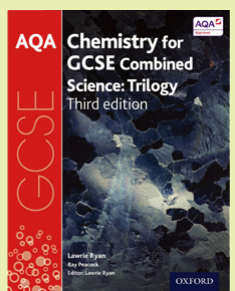 AQA
Chemistry for
GCSE Combined
Science: Trilogy
Third edition
AQA
Approved
GCSE
Lawrie Ryan
Ray Peacock
Editor: Lawrie Ryan
OXFORD